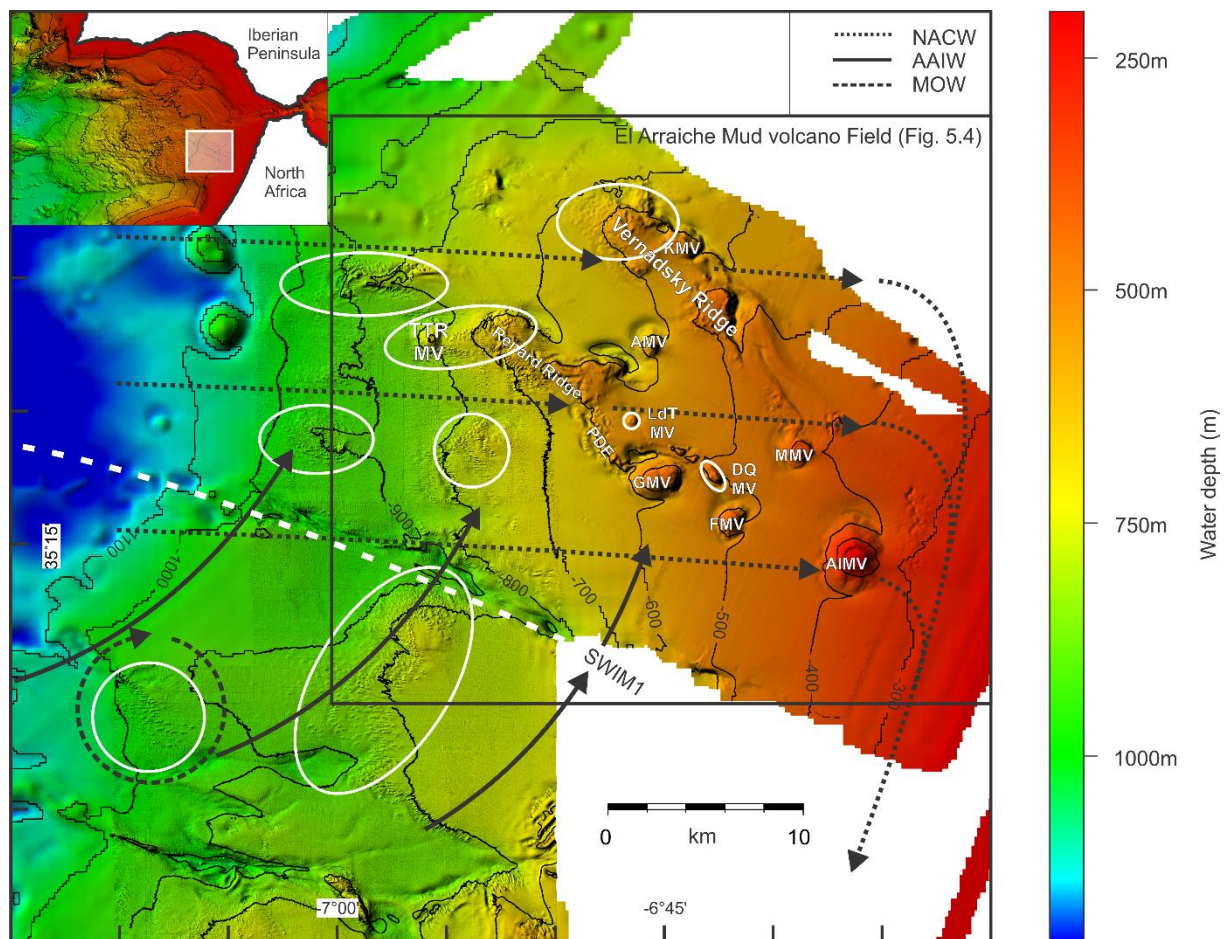 Iberian
Peninsula
North
Africa
NACW
AAIW
MOW
El Arraiche Mud volcano Field (Fig. 5.4)
Vernadsky Ridge
KMV
TTR
MV
Renard Ridge
AMV
LdT
MV
PDE
GMV
DQ
MV
MMV
FMV
AIMV
35°15'
-1100
-1000
-900
-800
-700
-600
-500
-400
-300
SWIM1
0
10
km
-7°00'
-6°45'
250m
500m
750m
1000m
Water depth (m)